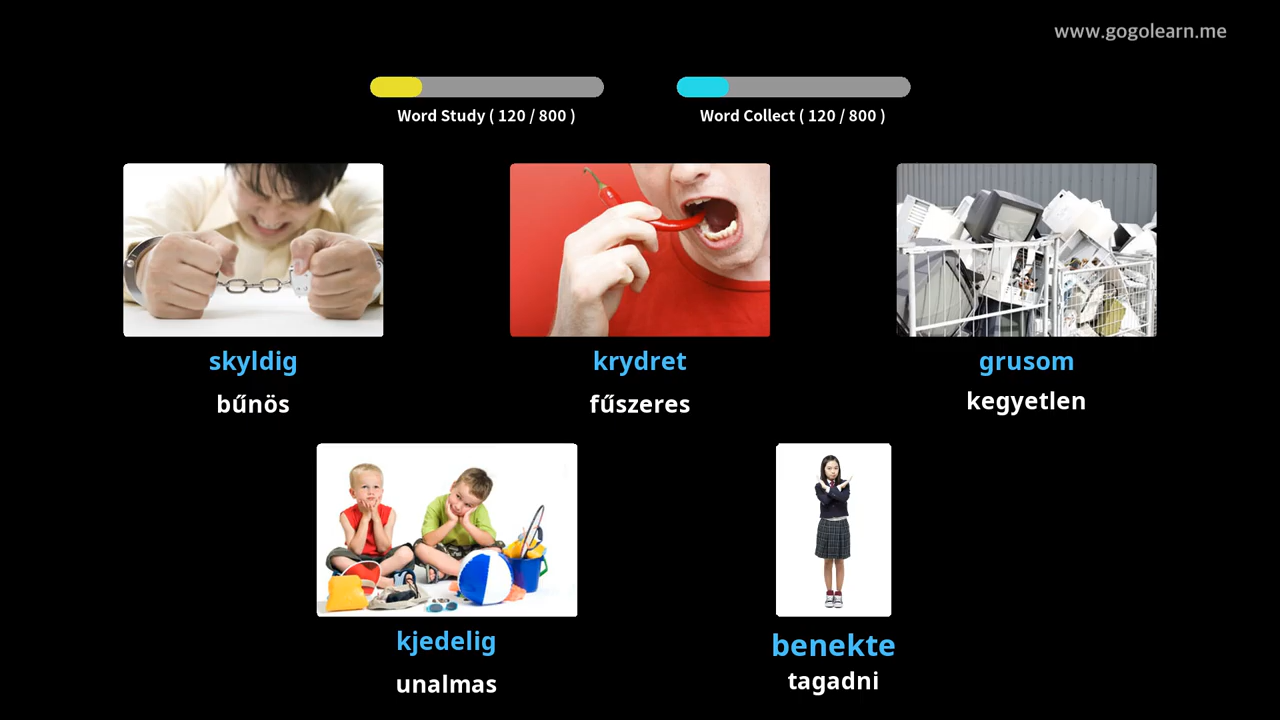 www.gogolearn.me
Word Study ( 120 / 800 )
Word Collect ( 120 / 800 )
skyldig
bűnös
krydret
fűszeres
grusom
kegyetlen
kjedelig
unalmas
benekte
tagadni